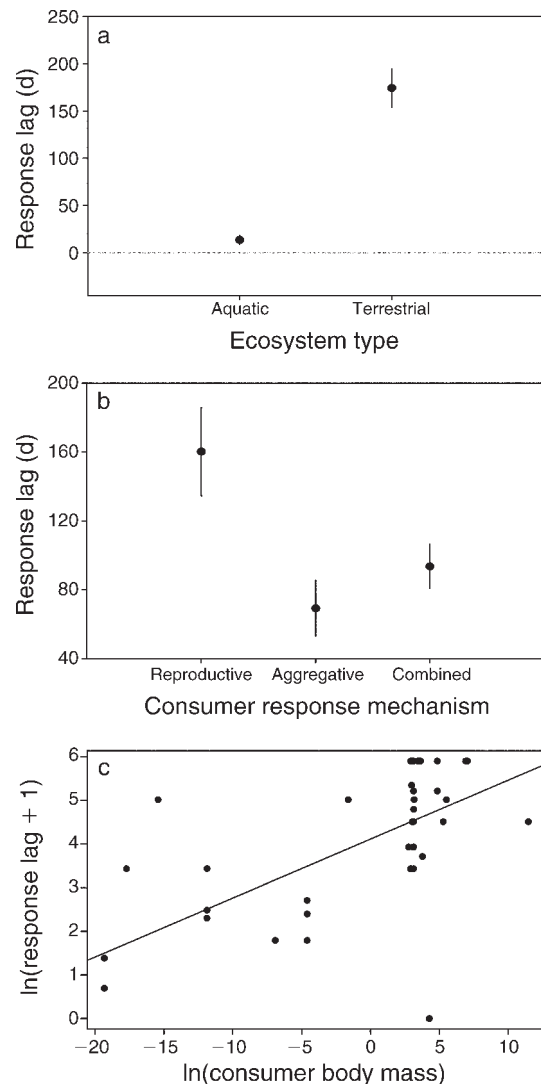 a
Response lag (d)
250
200
150
100
50
0
Aquatic Terrestrial
Ecosystem type
b
Response lag (d)
200
160
120
80
40
Reproductive Aggregative Combined
Consumer response mechanism
c
ln(response lag + 1)
6
5
4
3
2
1
0
−20 −15 −10 −5 0 5 10
ln(consumer body mass)